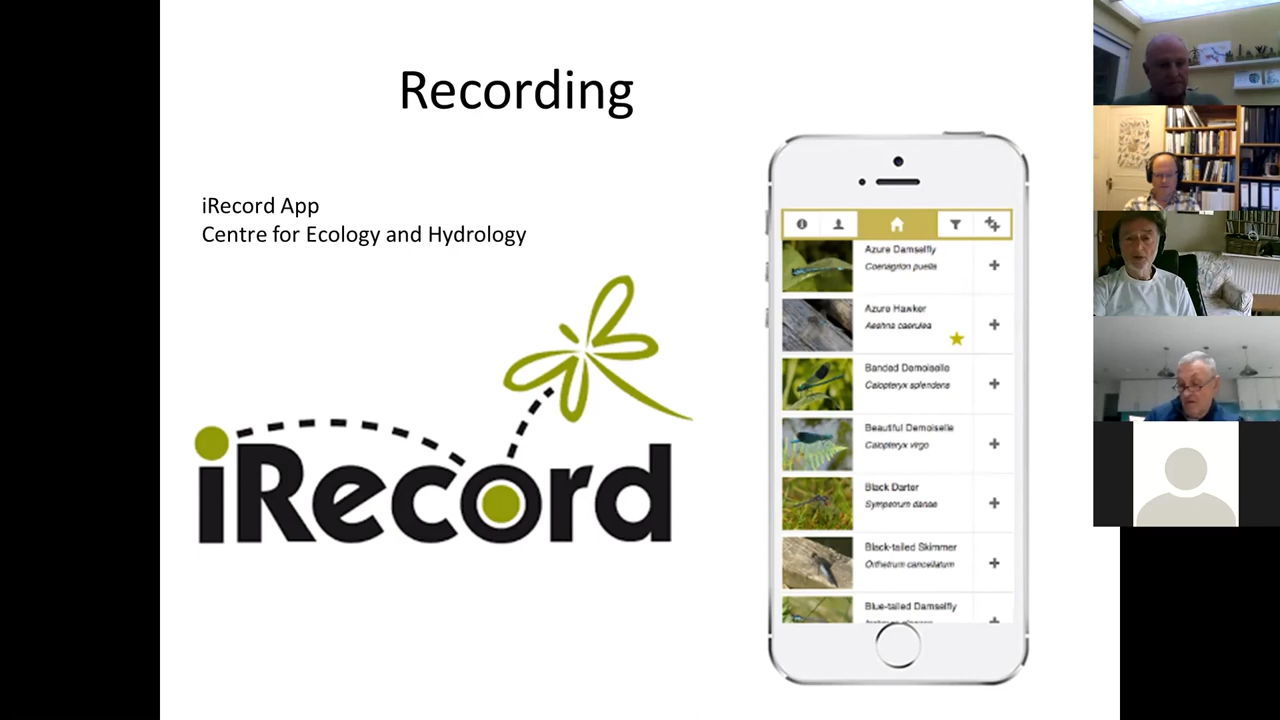 Recording
iRecord App
Centre for Ecology and Hydrology
iRecord
Azure Damselfly
Coenagrion puella
Azure Hawker
Aeshna caerulea
Banded Demoiselle
Calopteryx splendens
Beautiful Demoiselle
Calopteryx virgo
Black Darter
Sympetrum danae
Black-tailed Skimmer
Orthetrum cancellatum
Blue-tailed Damselfly